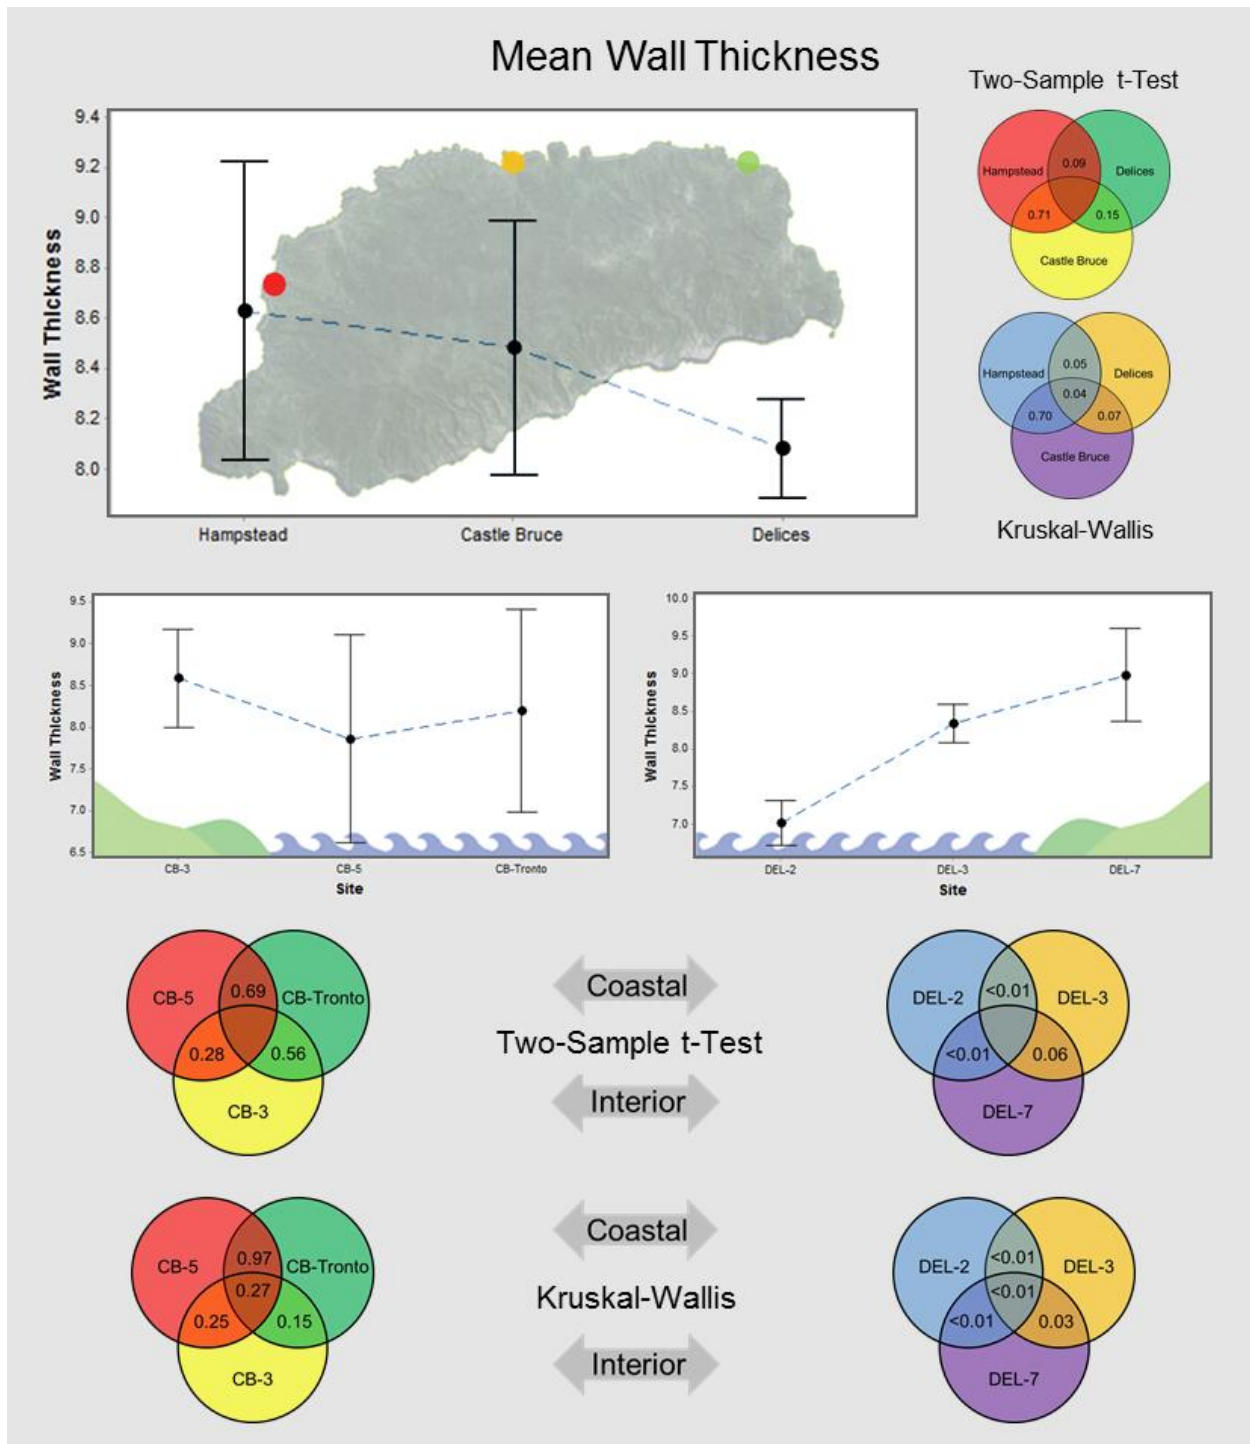 Mean Wall Thickness
Two-Sample t-Test
9.4
9.2
9.0
8.8
8.6
8.4
8.2
8.0
Wall Thickness
Hampstead
Castle Bruce
Delices
Hampstead
0.09
Delices
0.71
0.15
Castle Bruce
Hampstead
0.05
Delices
0.04
0.70
0.07
Castle Bruce
Kruskal-Wallis
9.5
9.0
8.5
8.0
7.5
7.0
6.5
Wall Thickness
CB-3
CB-5
CB-Tronto
Site
10.0
9.5
9.0
8.5
8.0
7.5
7.0
Wall Thickness
DEL-2
DEL-3
DEL-7
Site
CB-5
0.69
CB-Tronto
0.28
0.56
CB-3
Coastal
Two-Sample t-Test
Interior
DEL-2
<0.01
DEL-3
<0.01
0.06
DEL-7
CB-5
0.97
CB-Tronto
0.27
0.25
0.15
CB-3
Coastal
Kruskal-Wallis
Interior
DEL-2
<0.01
DEL-3
<0.01
<0.01
0.03
DEL-7